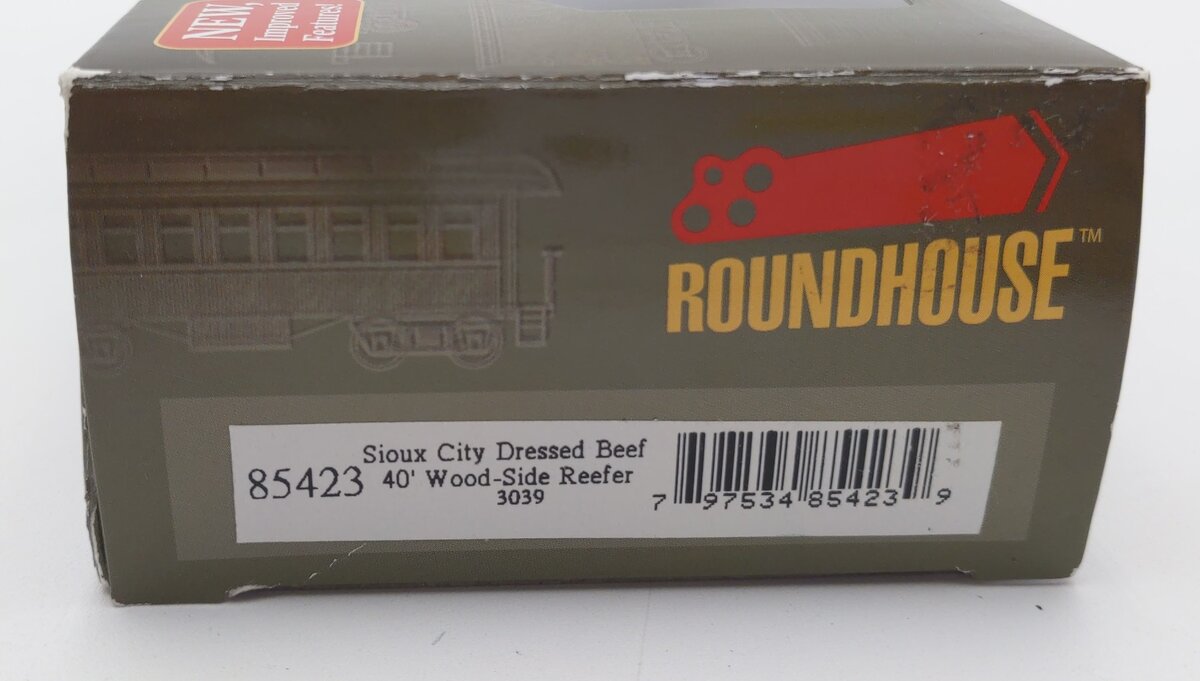 NEW,
Improved
Features!
ROUNDHOUSE™
Sioux City Dressed Beef
85423 40' Wood-Side Reefer
3039
7 97534 85423 9